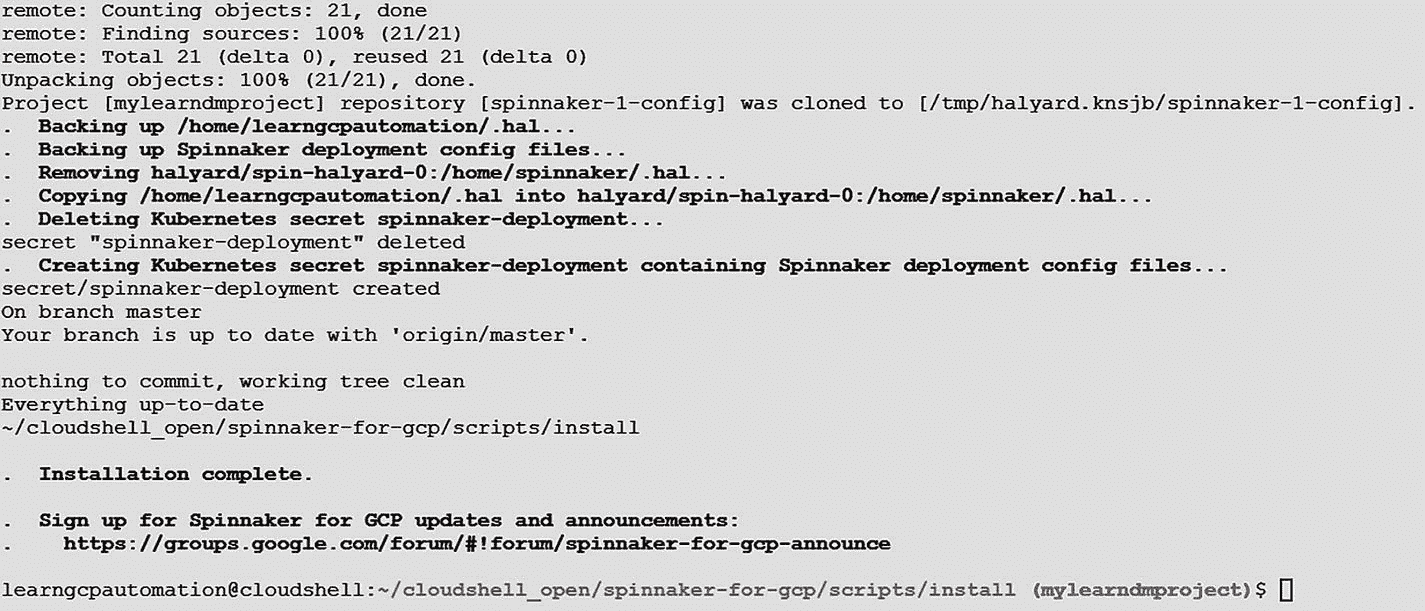 remote: Counting objects: 21, done
remote: Finding sources: 100% (21/21)
remote: Total 21 (delta 0), reused 21 (delta 0)
Unpacking objects: 100% (21/21), done.
Project [mylearndmproject] repository [spinnaker-1-config] was cloned to [/tmp/halyard.knsjb/spinnaker-1-config].
.  Backing up /home/learngcpautomation/.hal...
.  Backing up Spinnaker deployment config files...
.  Removing halyard/spin-halyard-0:/home/spinnaker/.hal...
.  Copying /home/learngcpautomation/.hal into halyard/spin-halyard-0:/home/spinnaker/.hal...
.  Deleting Kubernetes secret spinnaker-deployment...
secret "spinnaker-deployment" deleted
.  Creating Kubernetes secret spinnaker-deployment containing Spinnaker deployment config files...
secret/spinnaker-deployment created
On branch master
Your branch is up to date with 'origin/master'.
nothing to commit, working tree clean
Everything up-to-date
~/cloudshell_open/spinnaker-for-gcp/scripts/install
.  Installation complete.
.  Sign up for Spinnaker for GCP updates and announcements:
.    https://groups.google.com/forum/#!forum/spinnaker-for-gcp-announce
learngcpautomation@cloudshell:~/cloudshell_open/spinnaker-for-gcp/scripts/install (mylearndmproject)$